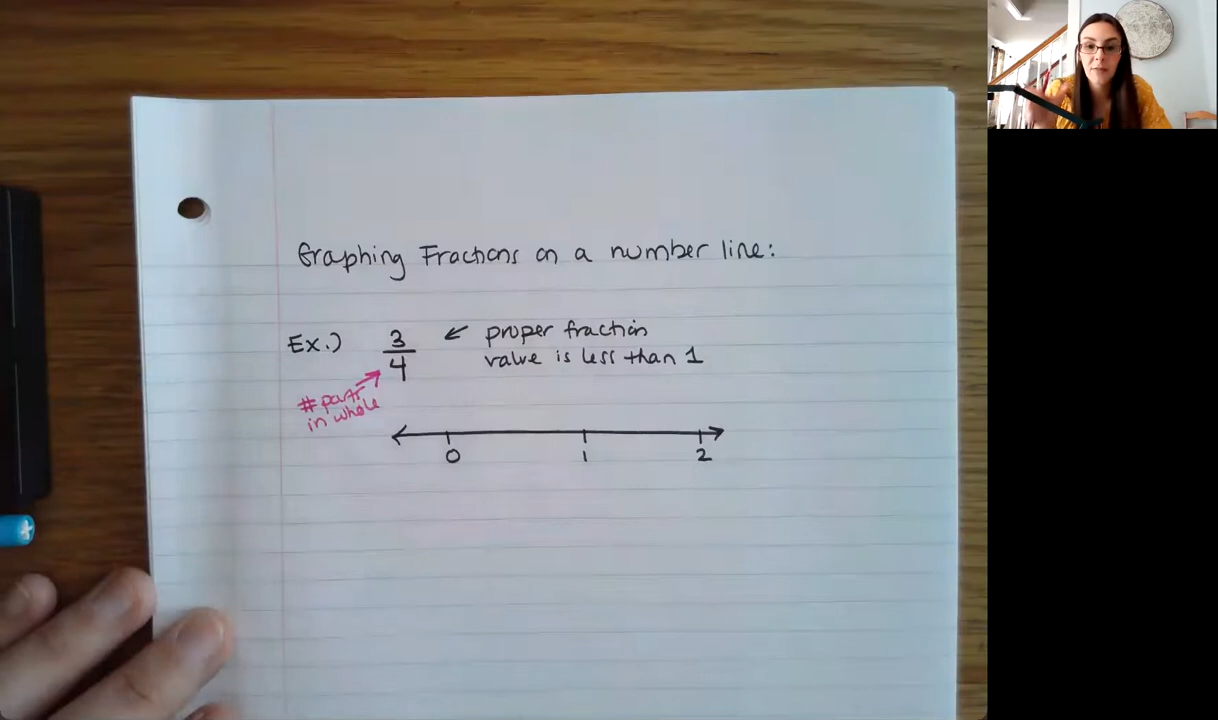 Graphing Fractions on a number line:
Ex.) 3/4 ← proper fraction
value is less than 1
# parts
in whole
0 1 2